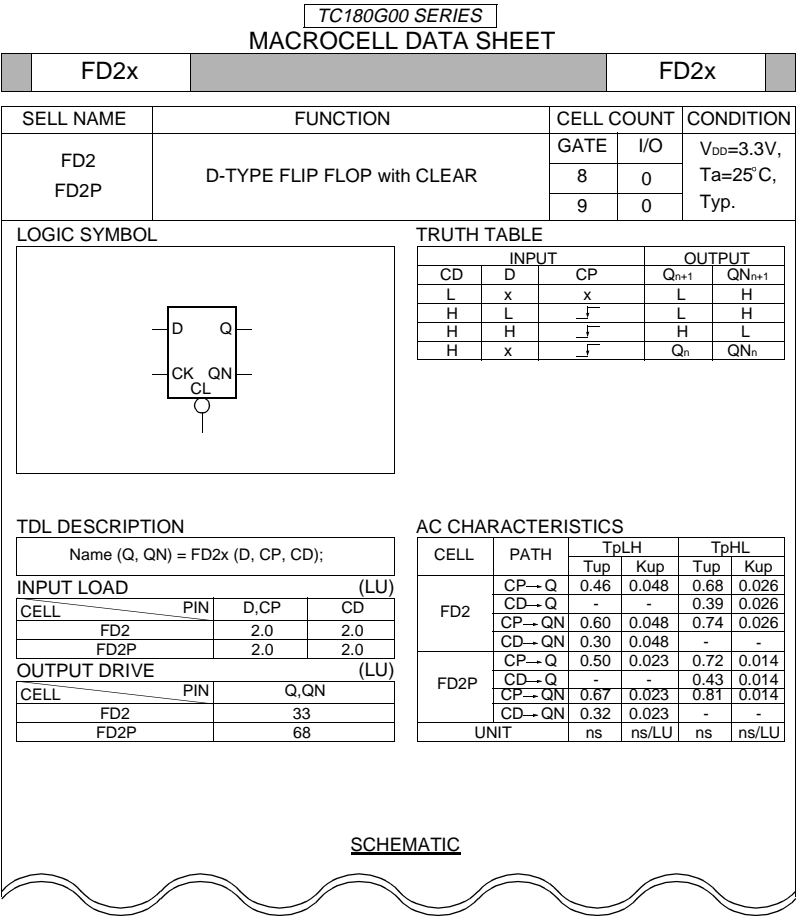 TC180G00 SERIES
MACROCELL DATA SHEET
FD2x FD2x
SELL NAME FUNCTION CELL COUNT CONDITION
GATE I/O
FD2
FD2P
D-TYPE FLIP FLOP with CLEAR
8 0
9 0
VDD=3.3V,
Ta=25°C,
Typ.
LOGIC SYMBOL
D Q
CK QN
CL
TRUTH TABLE
INPUT OUTPUT
CD D CP Qn+1 QNn+1
L x x L H
H L L H
H H H L
H x Qn QNn
TDL DESCRIPTION
Name (Q, QN) = FD2x (D, CP, CD);
INPUT LOAD (LU)
CELL PIN D,CP CD
FD2 2.0 2.0
FD2P 2.0 2.0
OUTPUT DRIVE (LU)
CELL PIN Q,QN
FD2 33
FD2P 68
AC CHARACTERISTICS
CELL PATH TpLH TpHL
Tup Kup Tup Kup
FD2
CP→Q 0.46 0.048 0.68 0.026
CD→Q - - 0.39 0.026
CP→QN 0.60 0.048 0.74 0.026
CD→QN 0.30 0.048 - -
FD2P
CP→Q 0.50 0.023 0.72 0.014
CD→Q - - 0.43 0.014
CP→QN 0.67 0.023 0.81 0.014
CD→QN 0.32 0.023 - -
UNIT ns ns/LU ns ns/LU
SCHEMATIC